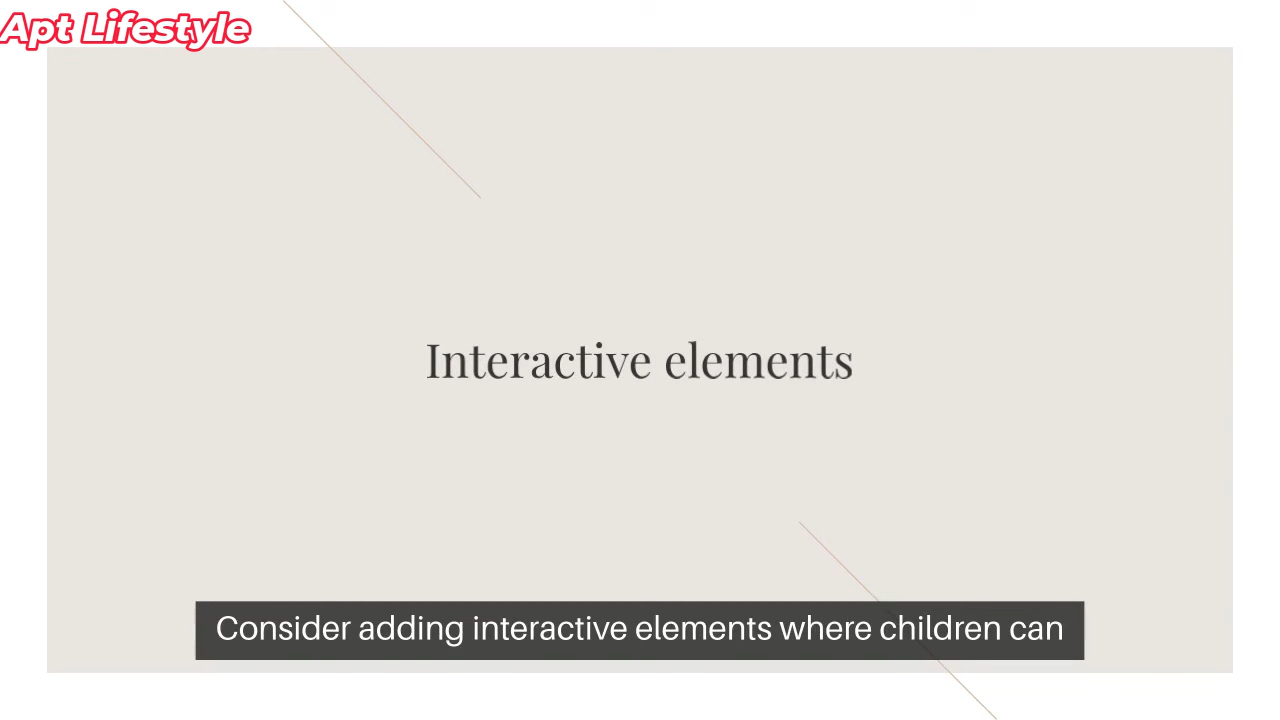 Apt Lifestyle
Interactive elements
Consider adding interactive elements where children can